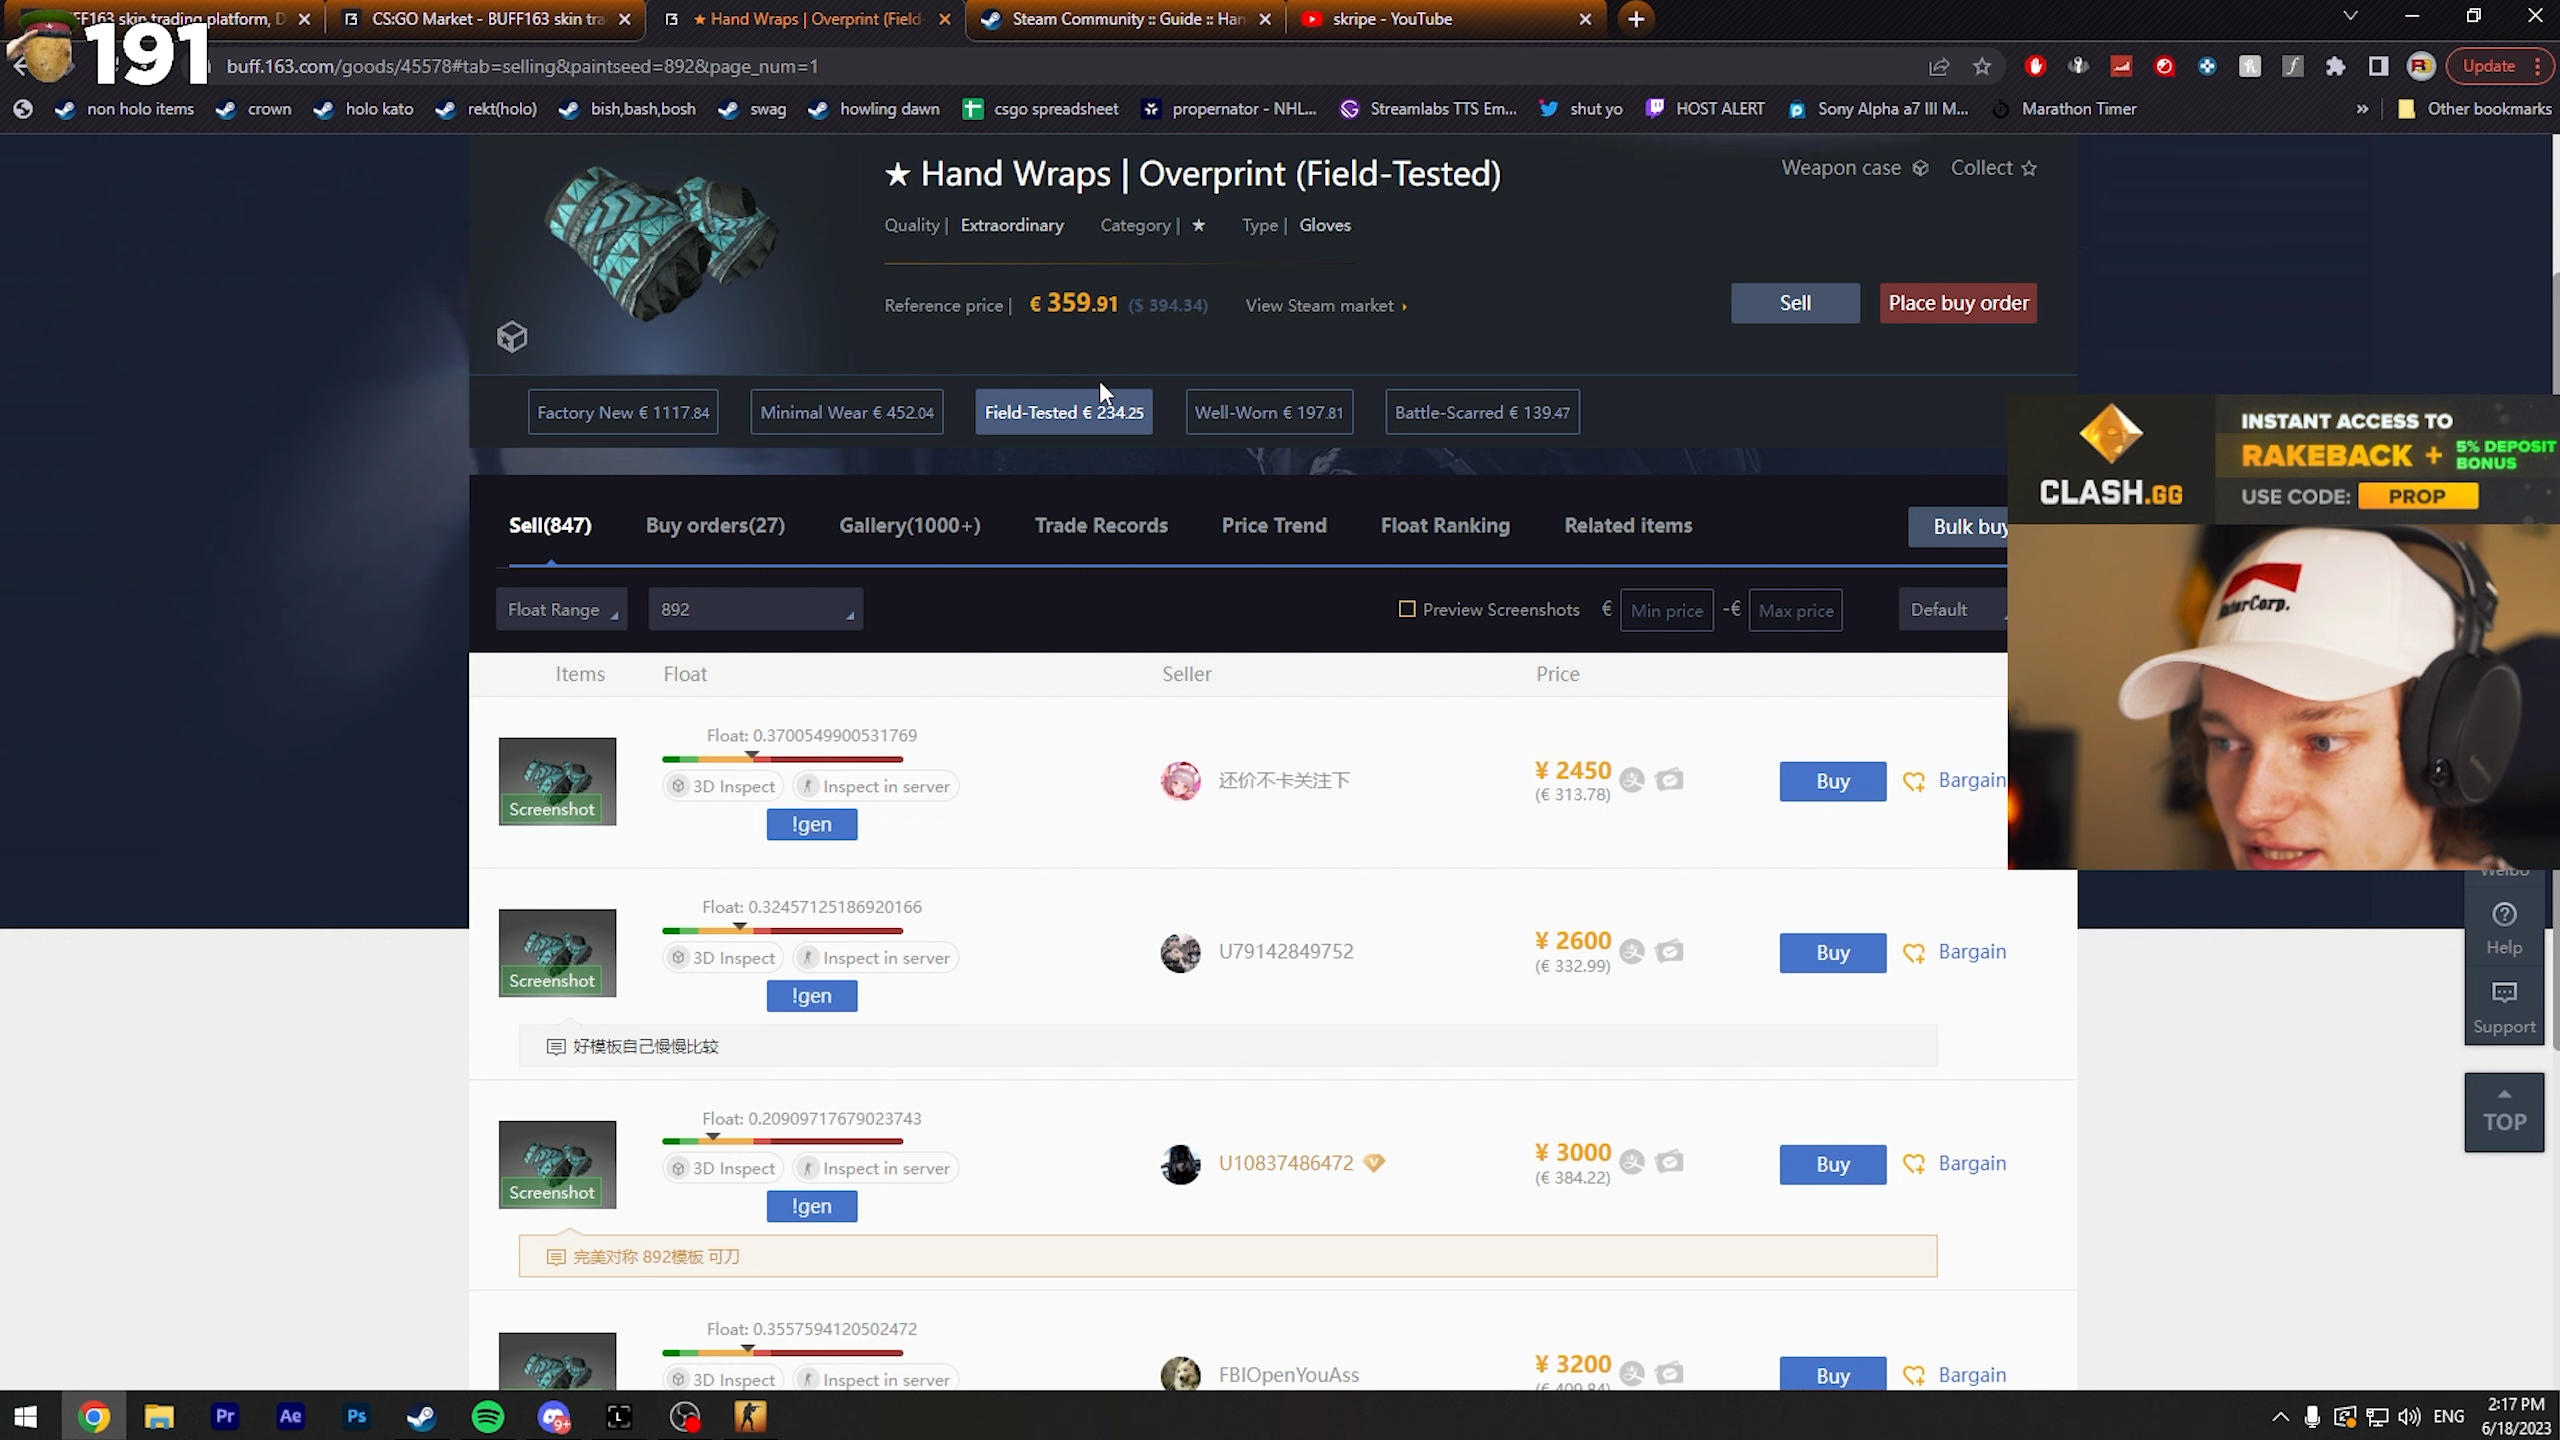 FF163 skin trading platform, D
CS:GO Market - BUFF163 skin tra
★ Hand Wraps | Overprint (Field-
Steam Community :: Guide :: Han
skripe - YouTube
191
buff.163.com/goods/45578#tab=selling&paintseed=892&page_num=1
Update
non holo items
crown
holo kato
rekt(holo)
bish,bash,bosh
swag
howling dawn
csgo spreadsheet
propernator - NHL...
Streamlabs TTS Em...
shut yo
HOST ALERT
Sony Alpha a7 III M...
Marathon Timer
»
Other bookmarks
★ Hand Wraps | Overprint (Field-Tested)
Weapon case
Collect
Quality | Extraordinary
Category | ★
Type | Gloves
Reference price | € 359.91 ($ 394.34)
View Steam market
Sell
Place buy order
Factory New € 1117.84
Minimal Wear € 452.04
Field-Tested € 234.25
Well-Worn € 197.81
Battle-Scarred € 139.47
CLASH.GG
INSTANT ACCESS TO
RAKEBACK +
5% DEPOSIT
BONUS
USE CODE: PROP
Sell(847)
Buy orders(27)
Gallery(1000+)
Trade Records
Price Trend
Float Ranking
Related items
Bulk buy
Float Range
892
Preview Screenshots
€ Min price -€ Max price
Default
Items
Float
Seller
Price
Float: 0.3700549900531769
Screenshot
3D Inspect
Inspect in server
!gen
还价不卡关注下
¥ 2450
(€ 313.78)
Buy
Bargain
Float: 0.32457125186920166
Screenshot
3D Inspect
Inspect in server
!gen
U79142849752
¥ 2600
(€ 332.99)
Buy
Bargain
好模板自己慢慢比较
Float: 0.20909717679023743
Screenshot
3D Inspect
Inspect in server
!gen
U10837486472
¥ 3000
(€ 384.22)
Buy
Bargain
完美对称 892模板 可刀
Float: 0.3557594120502472
3D Inspect
Inspect in server
FBIOpenYouAss
¥ 3200
(€ 409.84)
Buy
Bargain
Weibo
Help
Support
TOP
Pr
Ae
Ps
9+
L
ENG
2:17 PM
6/18/2023